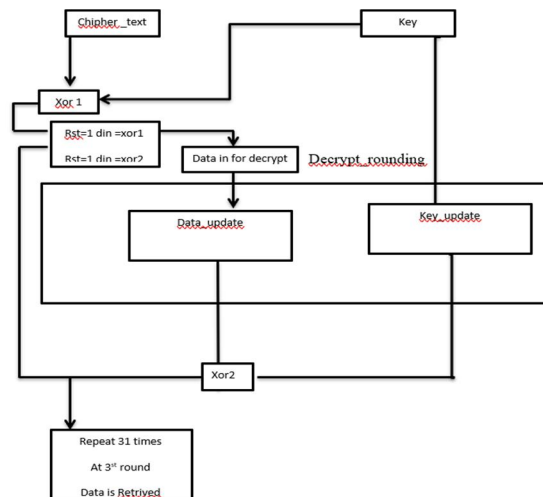 Chipher_text
Key
Xor 1
Rst=1 din =xor1
Rst=1 din =xor2
Data in for decrypt
Decrypt_rounding
Data_update
Key_update
Xor2
Repeat 31 times
At 3st round
Data is Retrived